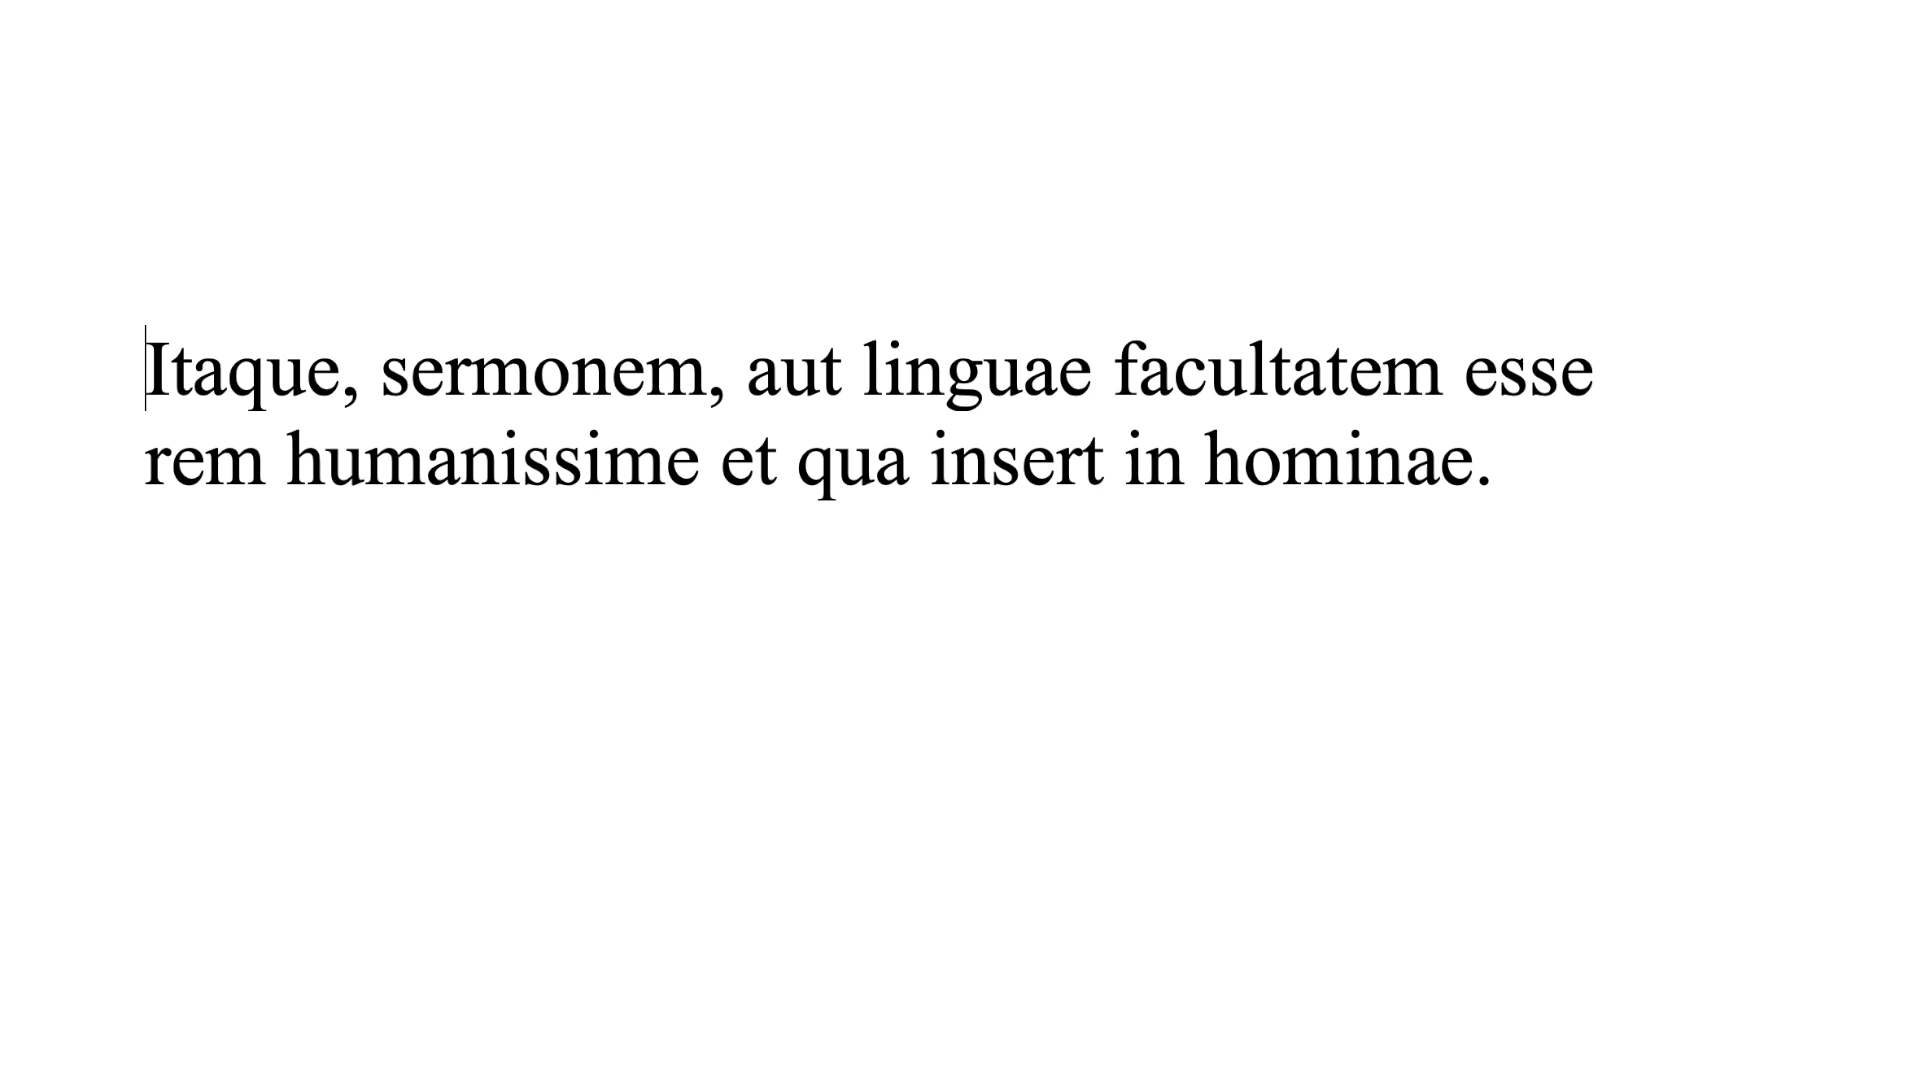 Itaque, sermonem, aut linguae facultatem esse
rem humanissime et qua insert in hominae.